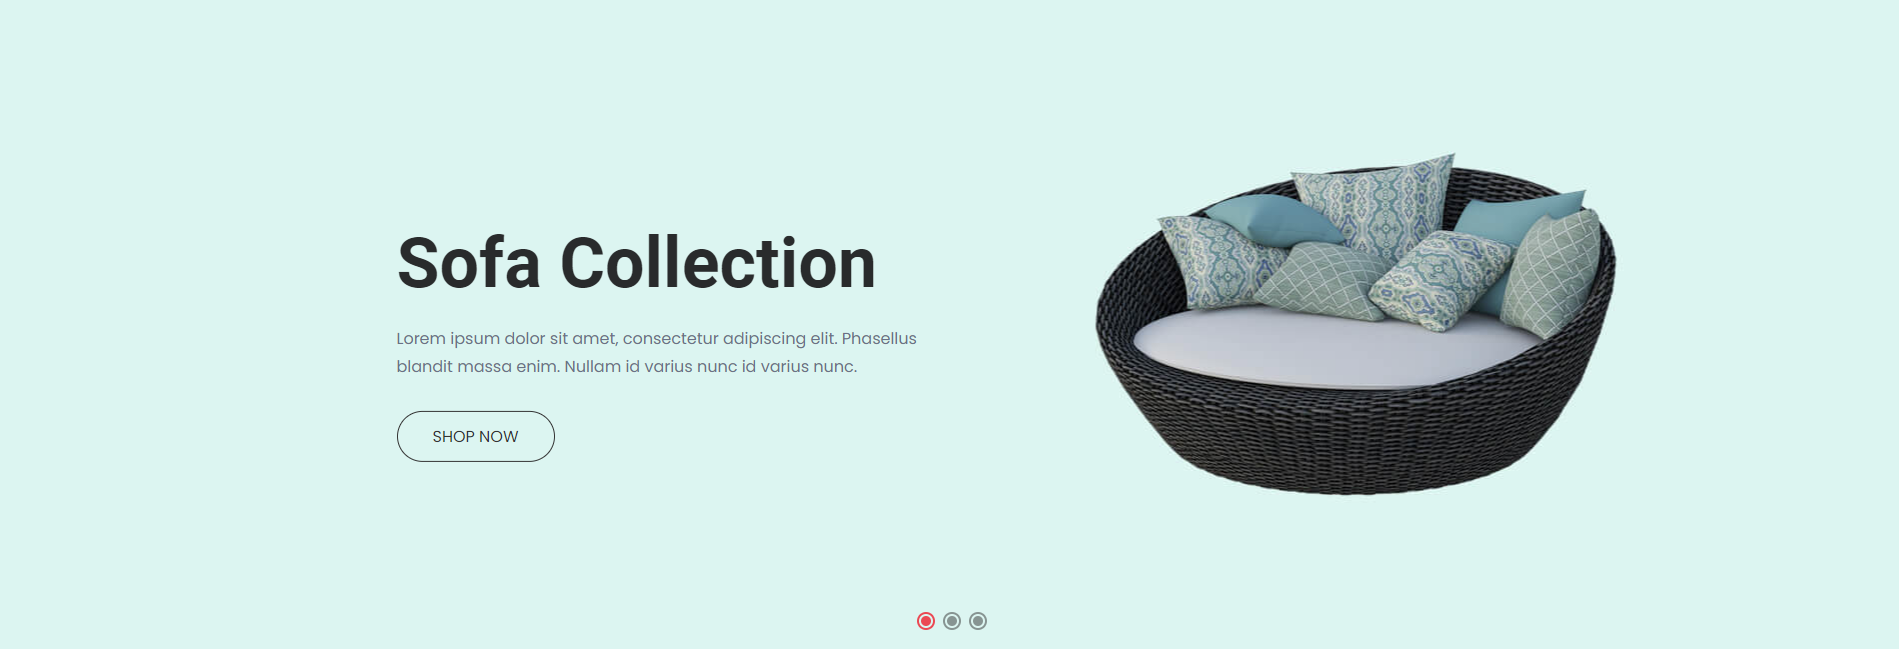 Sofa Collection
Lorem ipsum dolor sit amet, consectetur adipiscing elit. Phasellus
blandit massa enim. Nullam id varius nunc id varius nunc.
SHOP NOW